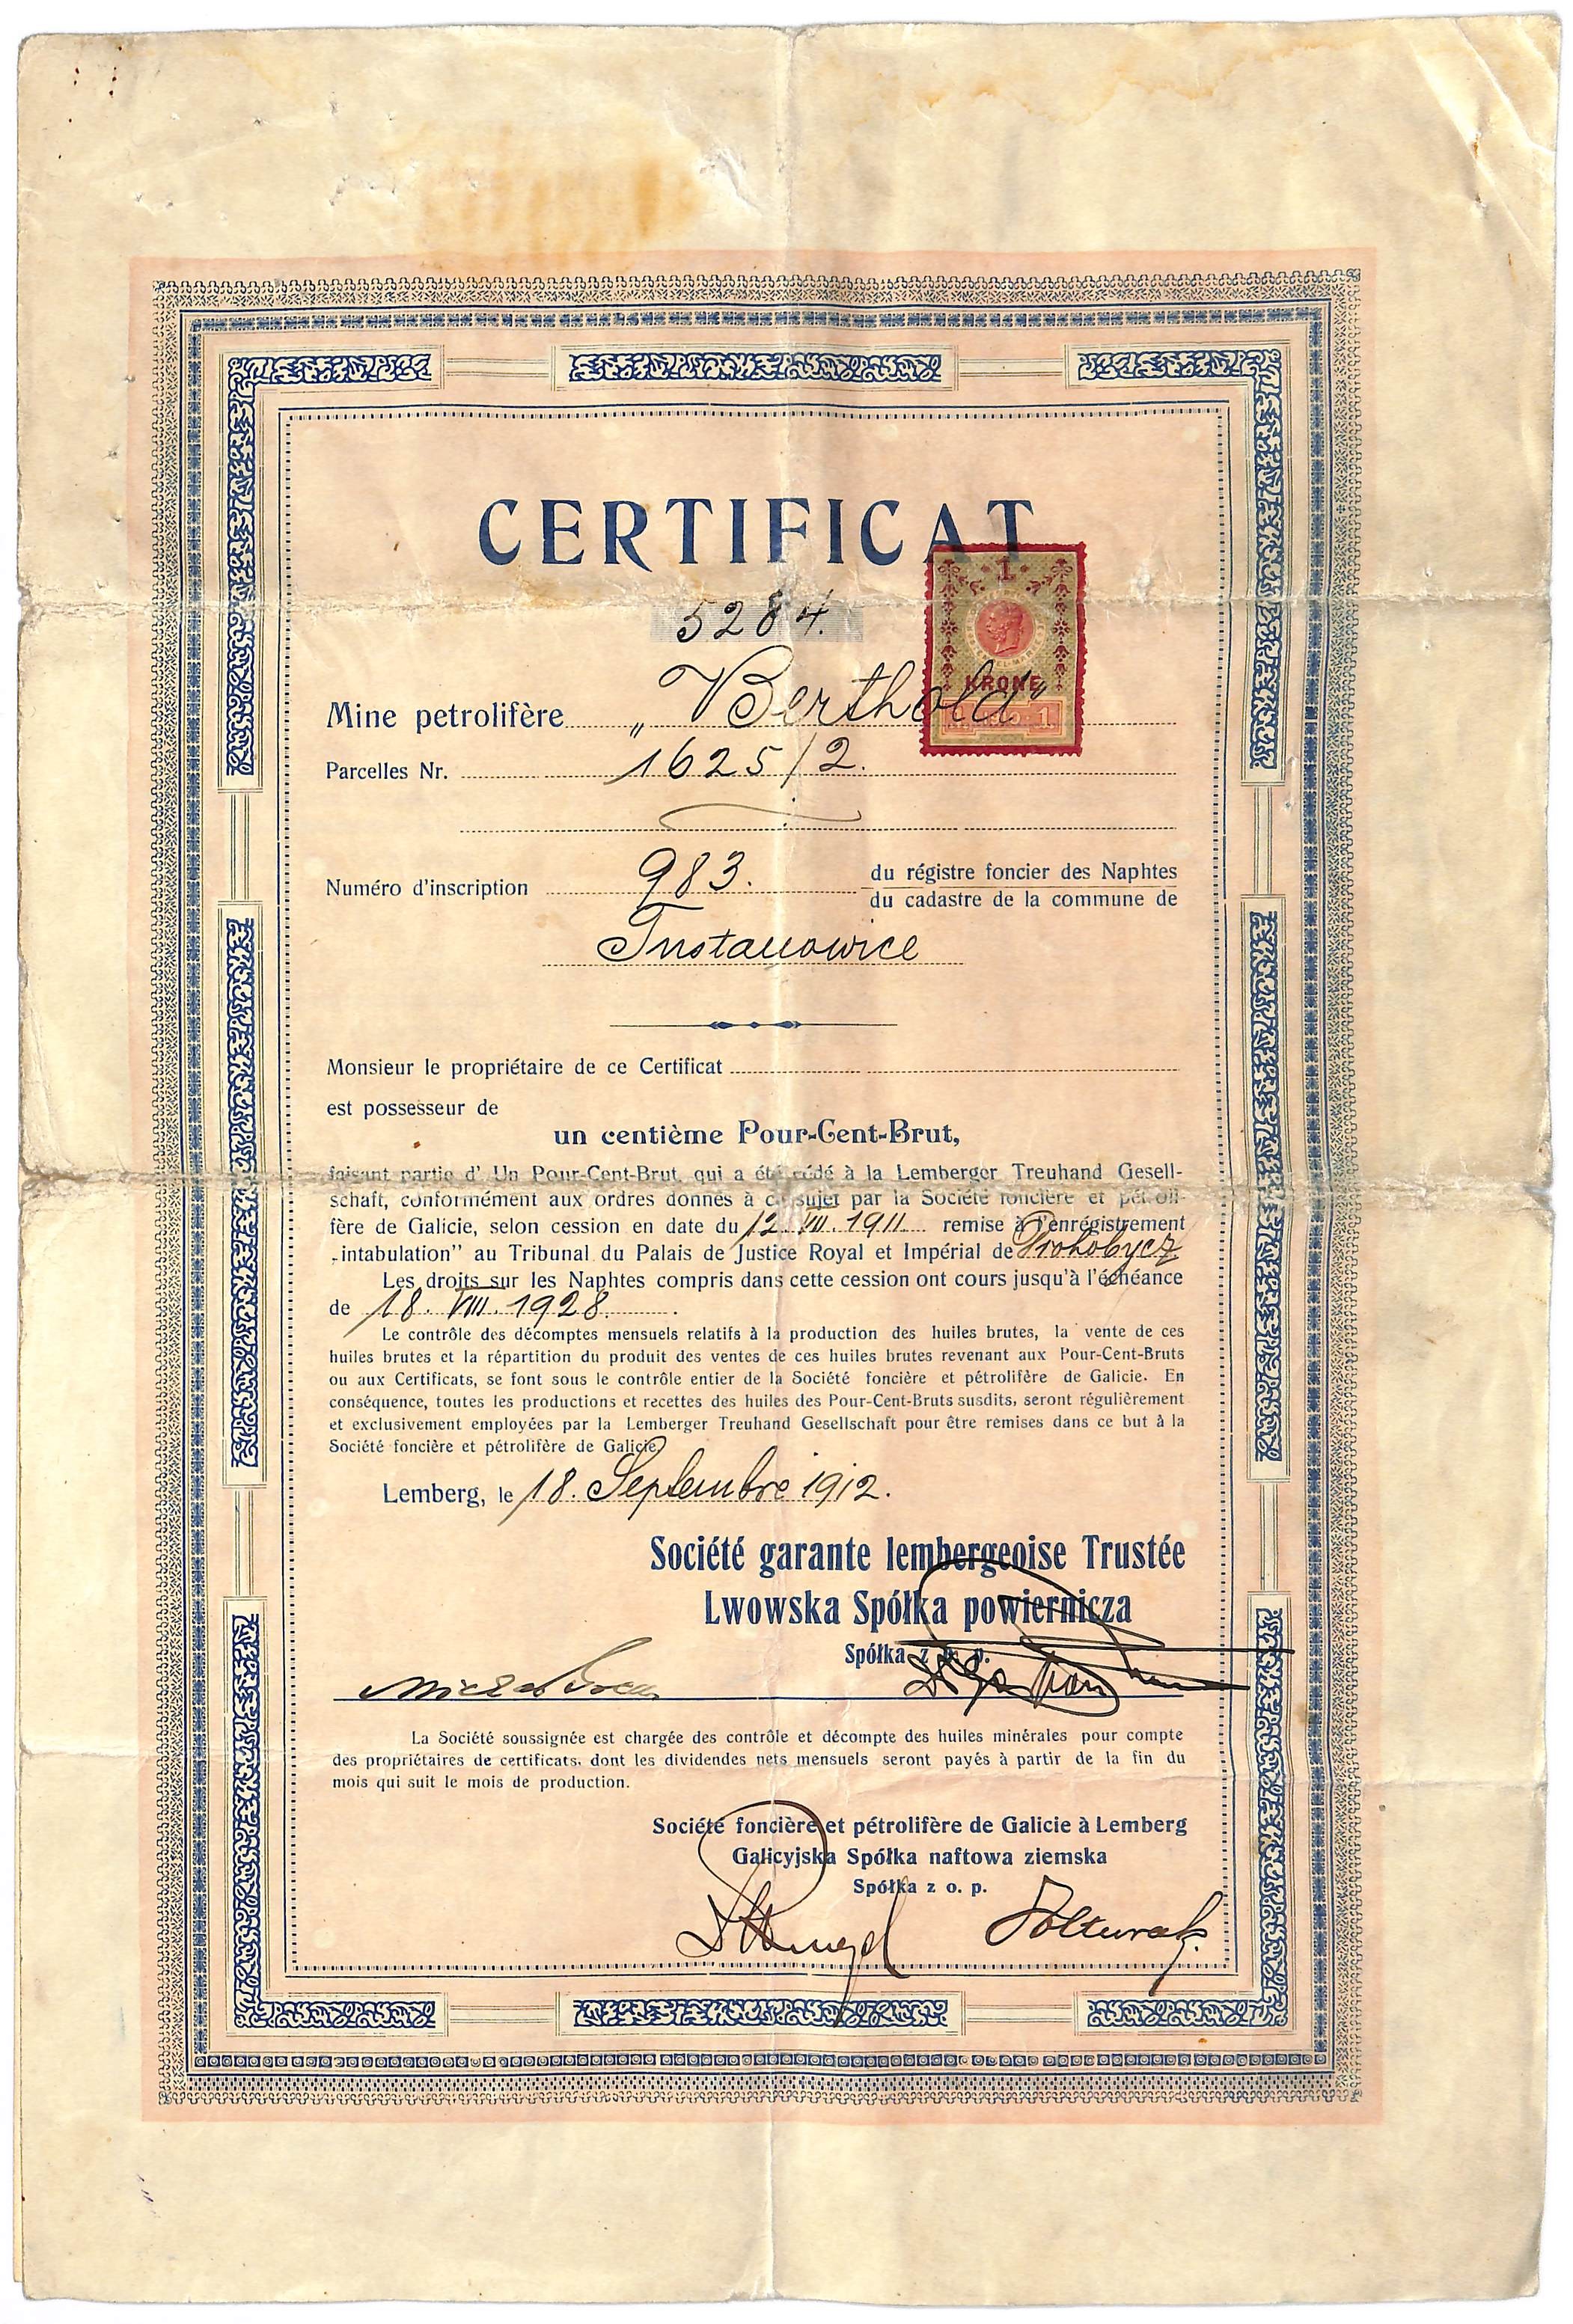 CERTIFICAT
5284.
1
KRONE
1. 1910 1.
Mine petrolifère „Berthold"
Parcelles Nr. 1625/2.
Numéro d'inscription 983. du régistre foncier des Naphtes
du cadastre de la commune de
Tustanowice
Monsieur le propriétaire de ce Certificat
est possesseur de
un centième Pour-Cent-Brut,
faisant partie d' Un Pour-Cent-Brut, qui a été cédé à la Lemberger Treuhand Gesell-
schaft, conformément aux ordres donnés à ce sujet par la Société foncière et pétroli-
fère de Galicie, selon cession en date du 12. VIII. 1911 remise à l'enrégistrement
„intabulation" au Tribunal du Palais de Justice Royal et Impérial de Drohobycz
Les droits sur les Naphtes compris dans cette cession ont cours jusqu'à l'échéance
de 18. VIII. 1928.
Le contrôle des décomptes mensuels relatifs à la production des huiles brutes, la vente de ces
huiles brutes et la répartition du produit des ventes de ces huiles brutes revenant aux Pour-Cent-Bruts
ou aux Certificats, se font sous le contrôle entier de la Société foncière et pétrolifère de Galicie. En
conséquence, toutes les productions et recettes des huiles des Pour-Cent-Bruts susdits, seront régulièrement
et exclusivement employées par la Lemberger Treuhand Gesellschaft pour être remises dans ce but à la
Société foncière et pétrolifère de Galicie.
Lemberg, le 18. Septembre 1912.
Société garante lembergeoise Trustée
Lwowska Spółka powiernicza
Spółka z o. p.
La Société soussignée est chargée des contrôle et décompte des huiles minérales pour compte
des propriétaires de certificats, dont les dividendes nets mensuels seront payés à partir de la fin du
mois qui suit le mois de production.
Société foncière et pétrolifère de Galicie à Lemberg
Galicyjska Spółka naftowa ziemska
Spółka z o. p.